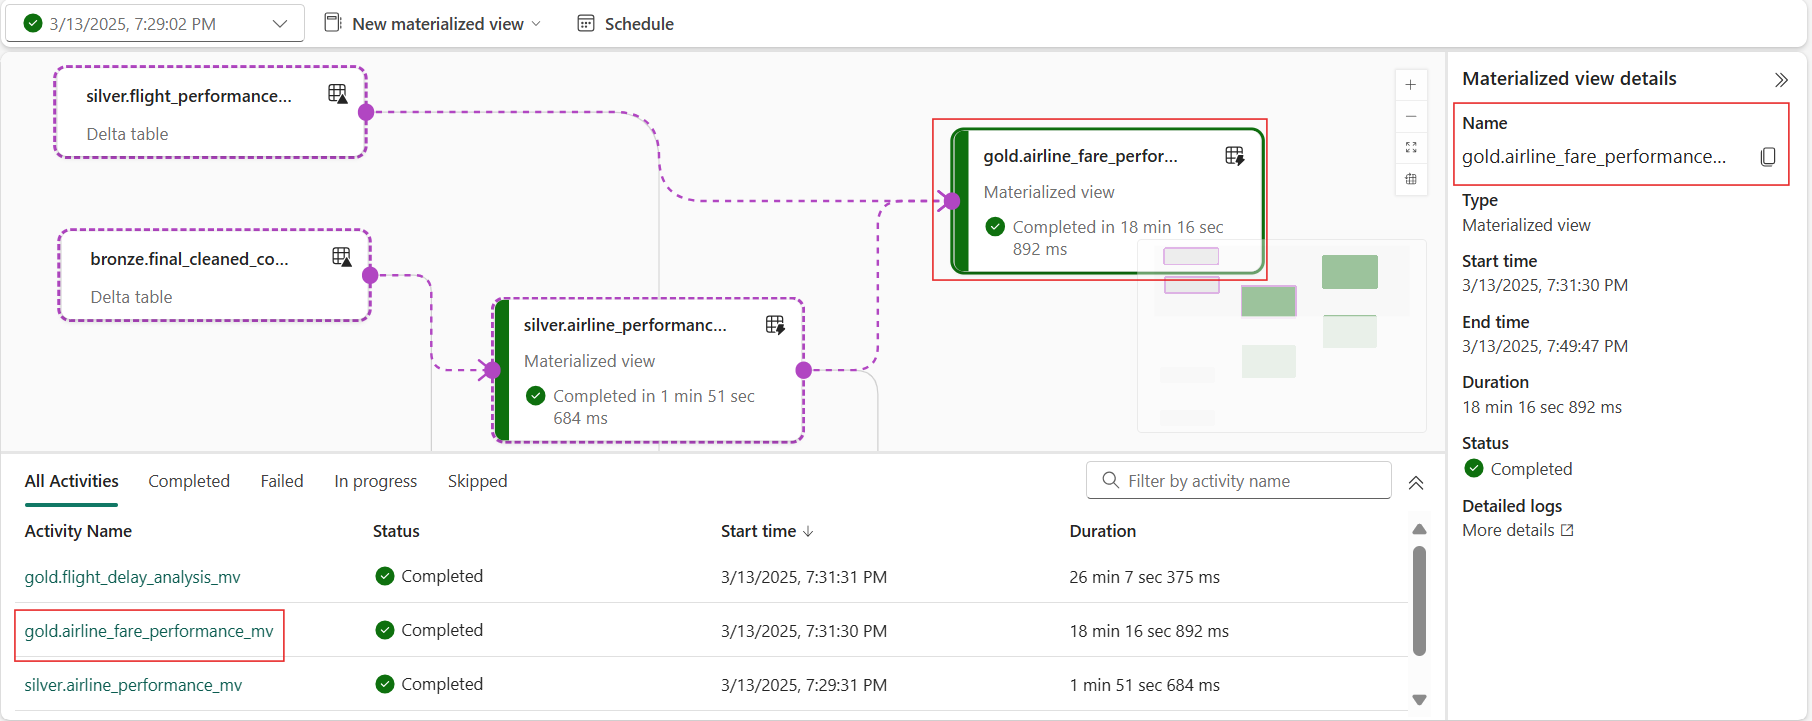 3/13/2025, 7:29:02 PM
New materialized view
Schedule
silver.flight_performance...
Delta table
bronze.final_cleaned_co...
Delta table
silver.airline_performanc...
Materialized view
Completed in 1 min 51 sec
684 ms
gold.airline_fare_perfor...
Materialized view
Completed in 18 min 16 sec
892 ms
Materialized view details
Name
gold.airline_fare_performance...
Type
Materialized view
Start time
3/13/2025, 7:31:30 PM
End time
3/13/2025, 7:49:47 PM
Duration
18 min 16 sec 892 ms
Status
Completed
Detailed logs
More details
All Activities Completed Failed In progress Skipped
Filter by activity name
Activity Name Status Start time Duration
gold.flight_delay_analysis_mv Completed 3/13/2025, 7:31:31 PM 26 min 7 sec 375 ms
gold.airline_fare_performance_mv Completed 3/13/2025, 7:31:30 PM 18 min 16 sec 892 ms
silver.airline_performance_mv Completed 3/13/2025, 7:29:31 PM 1 min 51 sec 684 ms